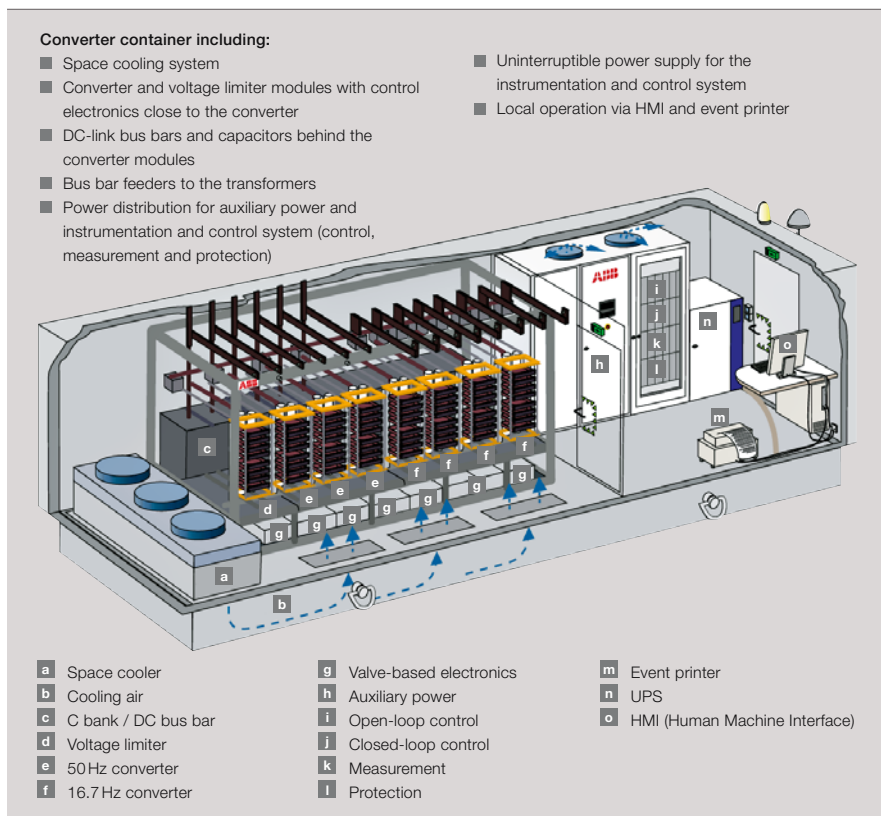 Converter container including:
Space cooling system
Converter and voltage limiter modules with control
electronics close to the converter
DC-link bus bars and capacitors behind the
converter modules
Bus bar feeders to the transformers
Power distribution for auxiliary power and
instrumentation and control system (control,
measurement and protection)
Uninterruptible power supply for the
instrumentation and control system
Local operation via HMI and event printer
ABB
i
j
k
l
n
h
o
m
ABB
c
f
f
f
f
e
e
e
d
g
g
g
g
g
g
g
a
b
a Space cooler
b Cooling air
c C bank / DC bus bar
d Voltage limiter
e 50 Hz converter
f 16.7 Hz converter
g Valve-based electronics
h Auxiliary power
i Open-loop control
j Closed-loop control
k Measurement
l Protection
m Event printer
n UPS
o HMI (Human Machine Interface)